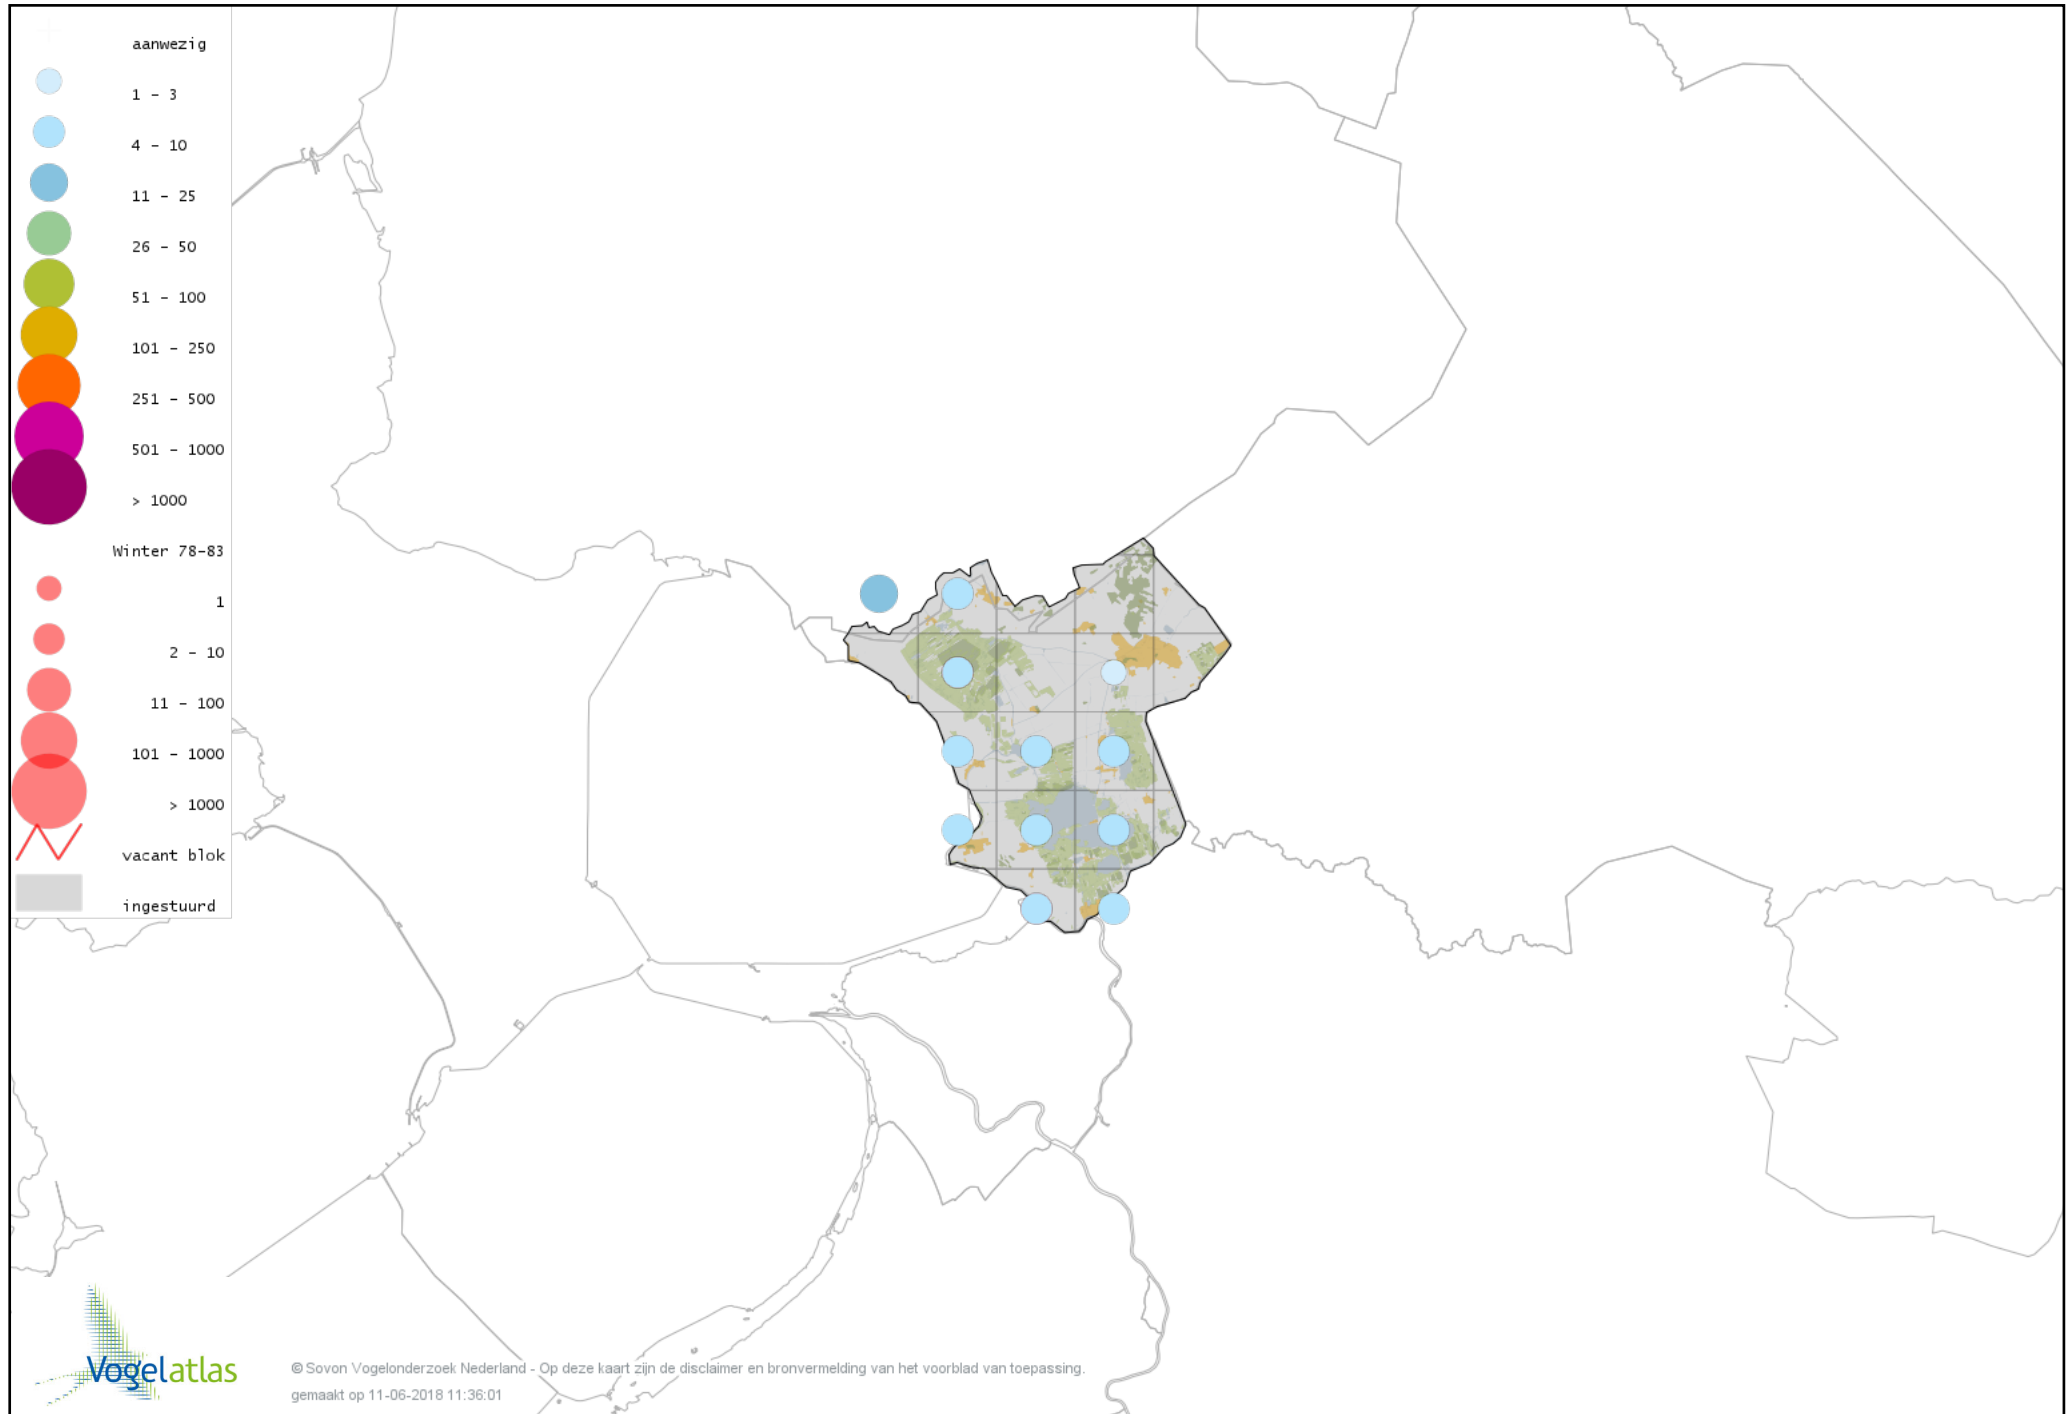 aanwezig
1 - 3
4 - 10
11 - 25
26 - 50
51 - 100
101 - 250
251 - 500
501 - 1000
> 1000
Winter 78-83
1
2 - 10
11 - 100
101 - 1000
> 1000
vacant blok
ingestuurd
Vogelatlas
© Sovon Vogelonderzoek Nederland - Op deze kaart zijn de disclaimer en bronvermelding van het voorblad van toepassing.
gemaakt op 11-06-2018 11:36:01